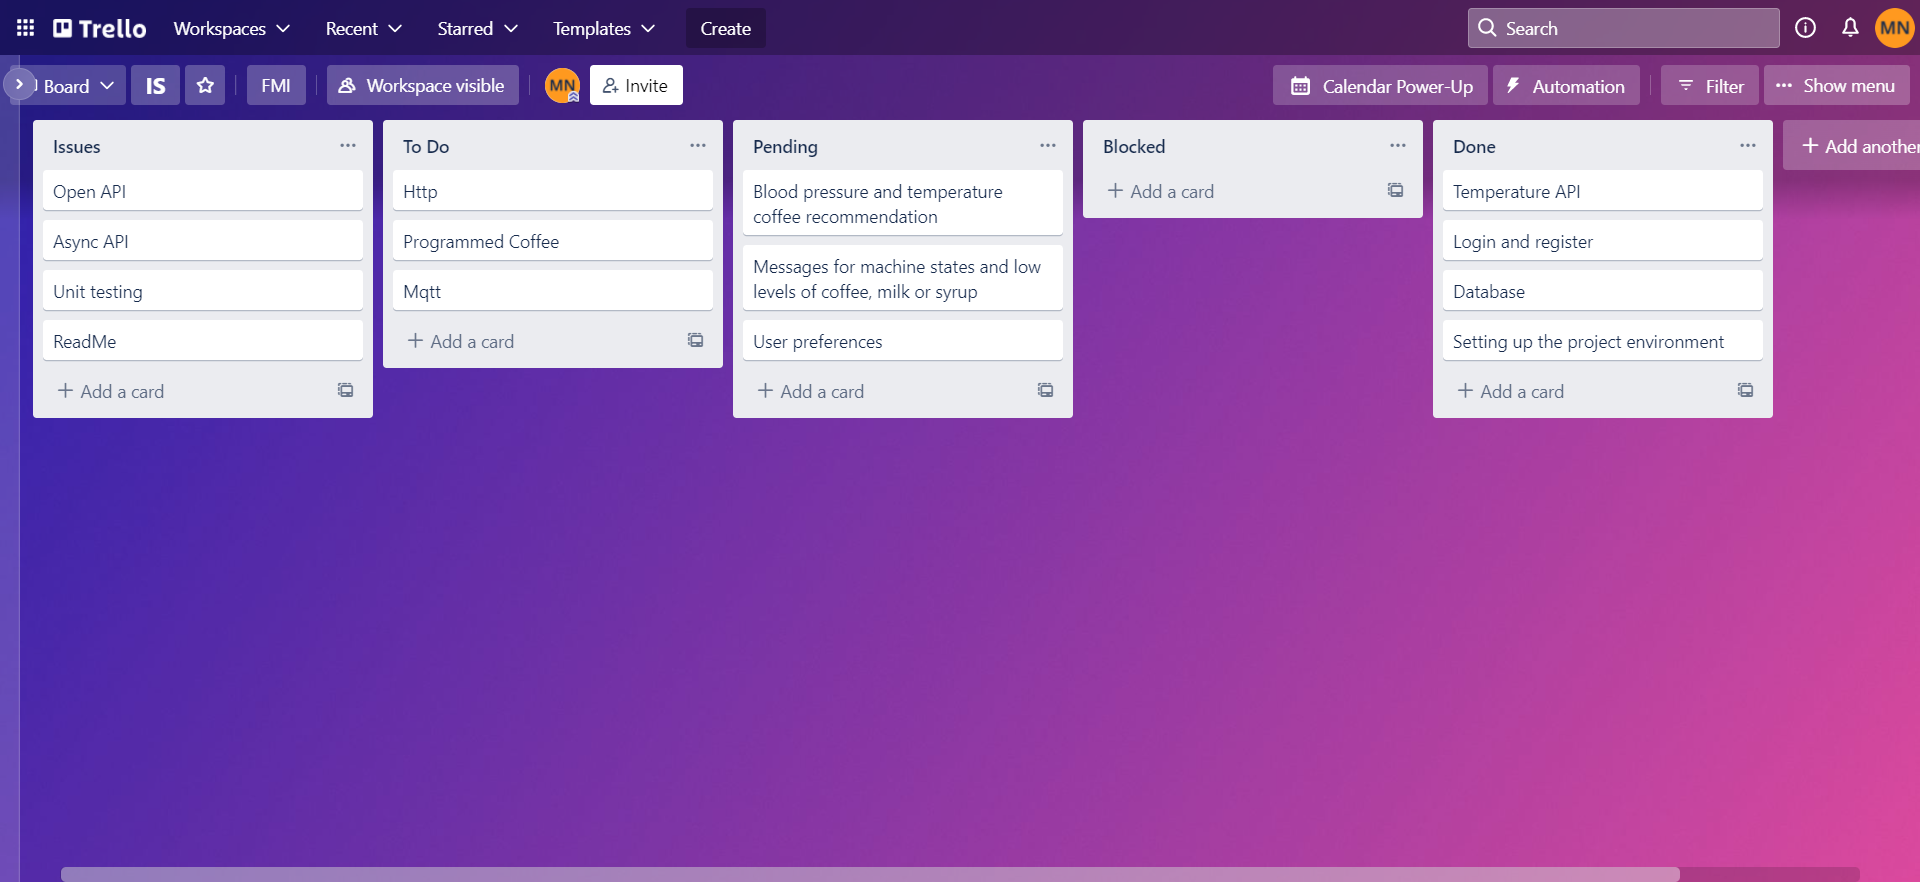 Trello
Workspaces
Recent
Starred
Templates
Create
Search
MN
Board
IS
FMI
Workspace visible
MN
Invite
Calendar Power-Up
Automation
Filter
Show menu
Issues
Open API
Async API
Unit testing
ReadMe
Add a card
To Do
Http
Programmed Coffee
Mqtt
Add a card
Pending
Blood pressure and temperature
coffee recommendation
Messages for machine states and low
levels of coffee, milk or syrup
User preferences
Add a card
Blocked
Add a card
Done
Temperature API
Login and register
Database
Setting up the project environment
Add a card
Add another